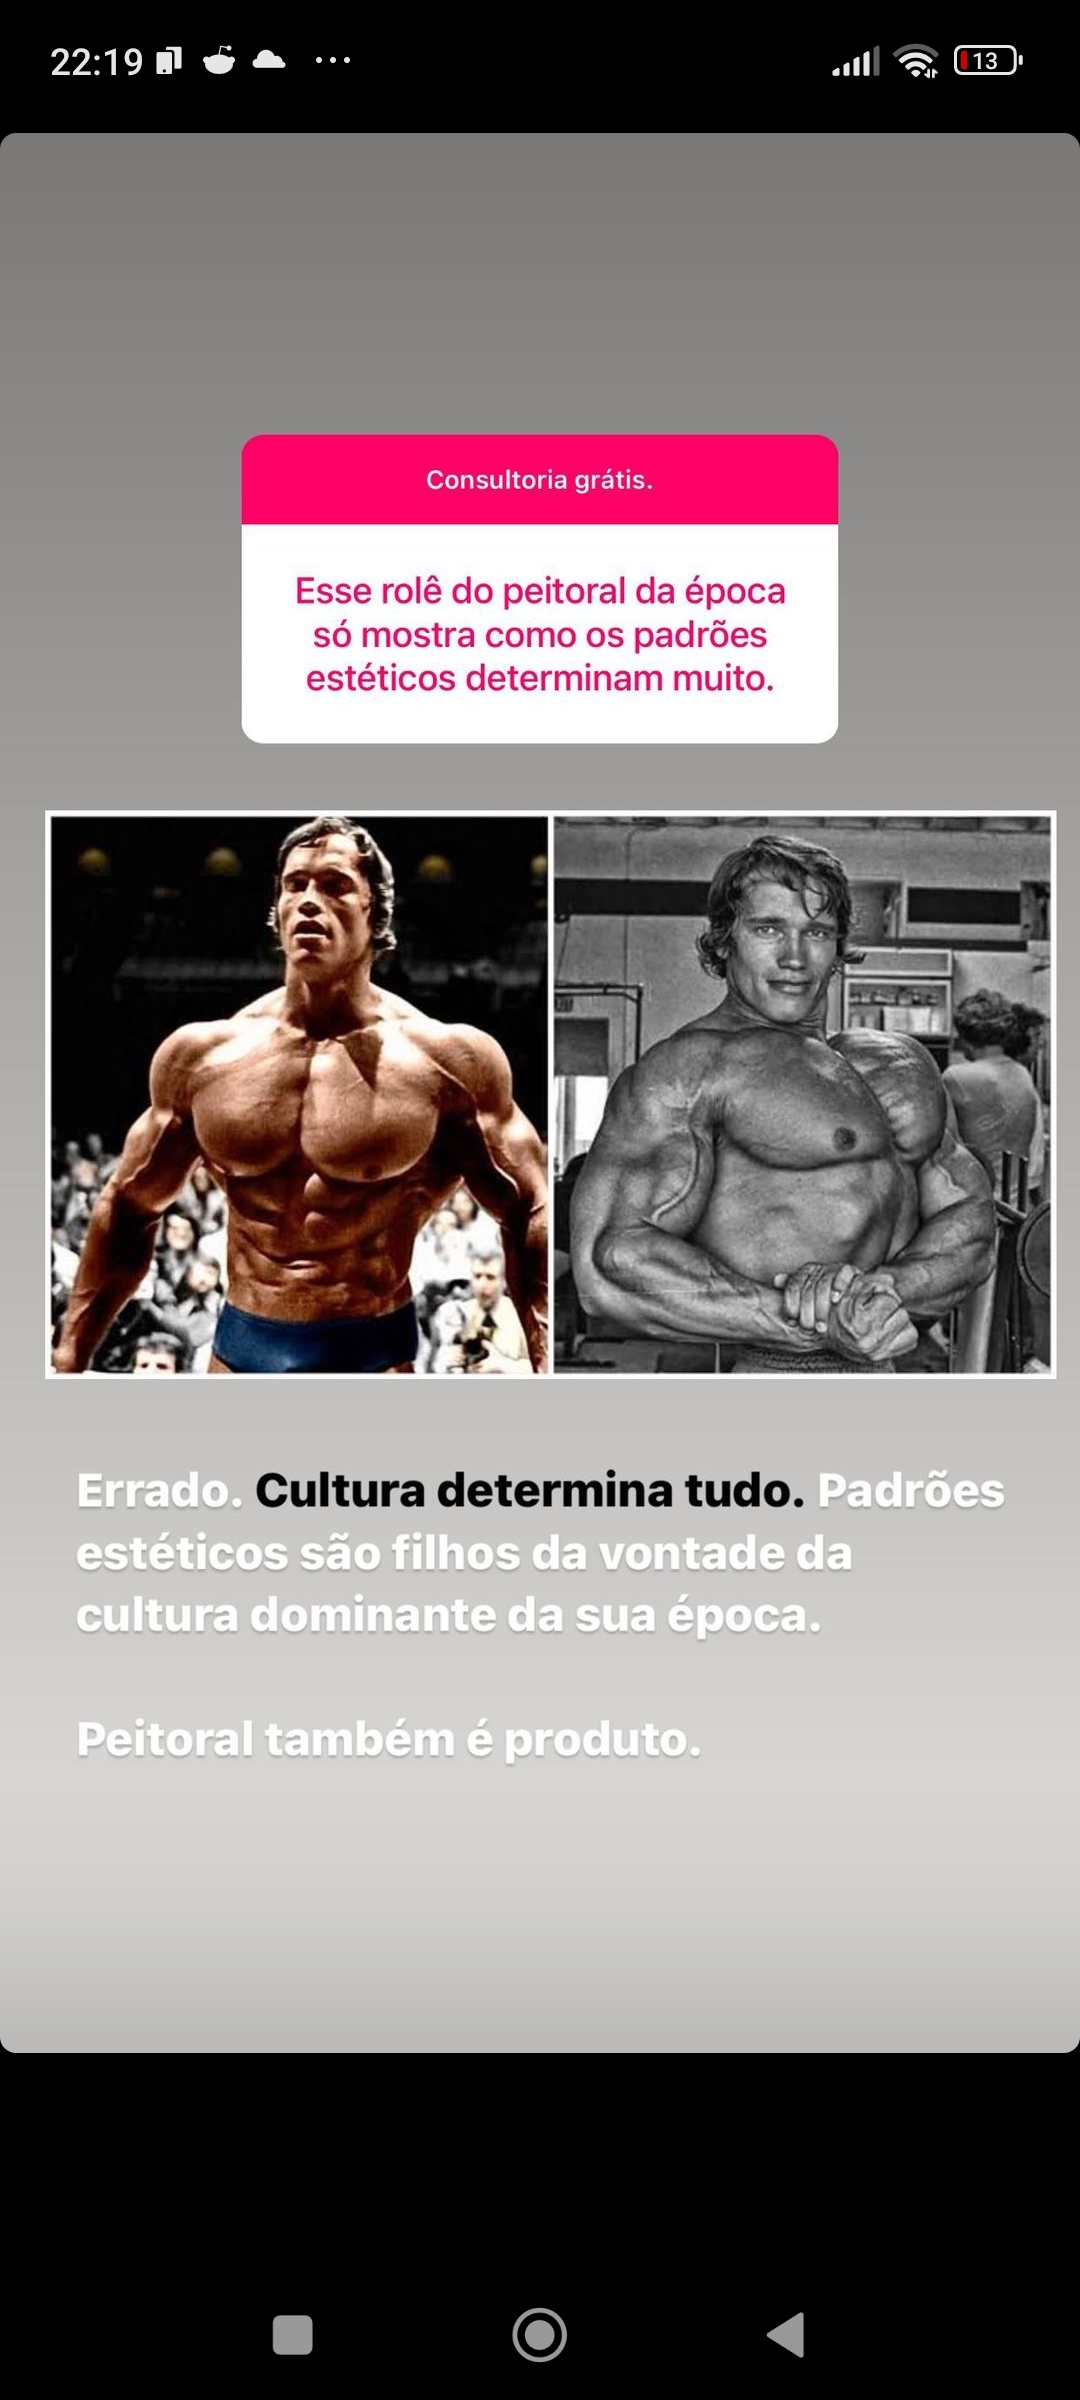 22:19
13
Consultoria grátis.
Esse rolê do peitoral da época
só mostra como os padrões
estéticos determinam muito.
Errado. Cultura determina tudo. Padrões
estéticos são filhos da vontade da
cultura dominante da sua época.
Peitoral também é produto.